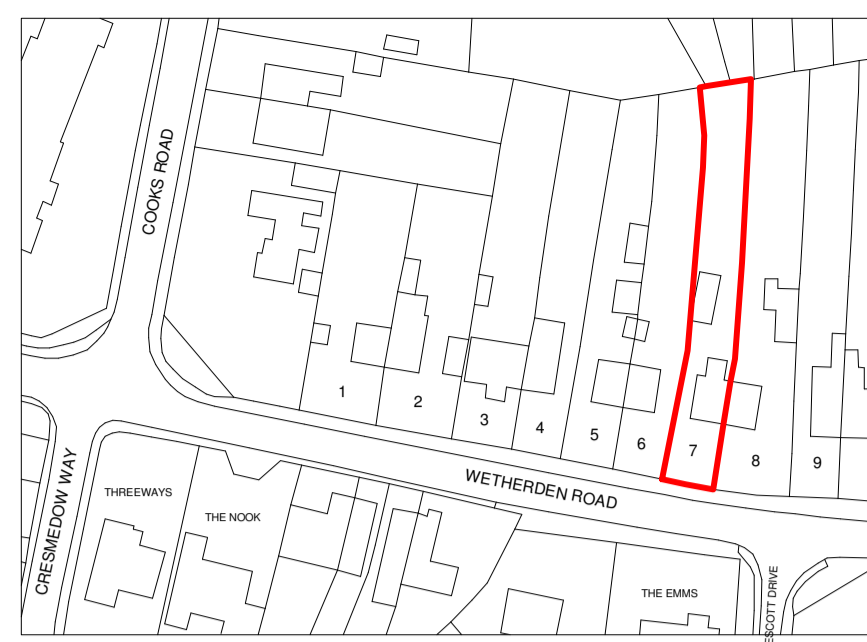 COOKS ROAD
1
2
3
4
5
6
7
8
9
WETHERDEN ROAD
CRESMEDOW WAY
THREEWAYS
THE NOOK
THE EMMS
ESCOTT DRIVE